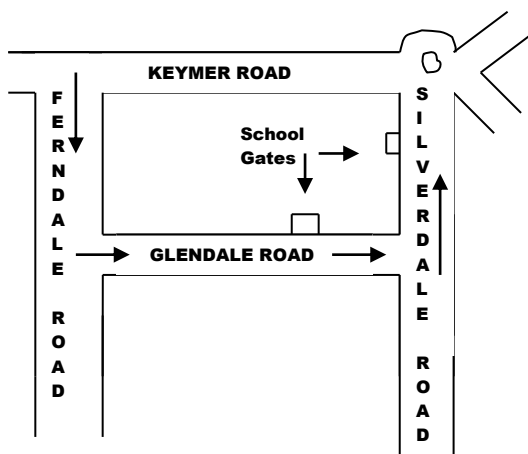 KEYMER ROAD
FERNDALE ROAD
School
Gates
SILVERDALE ROAD
GLENDALE ROAD